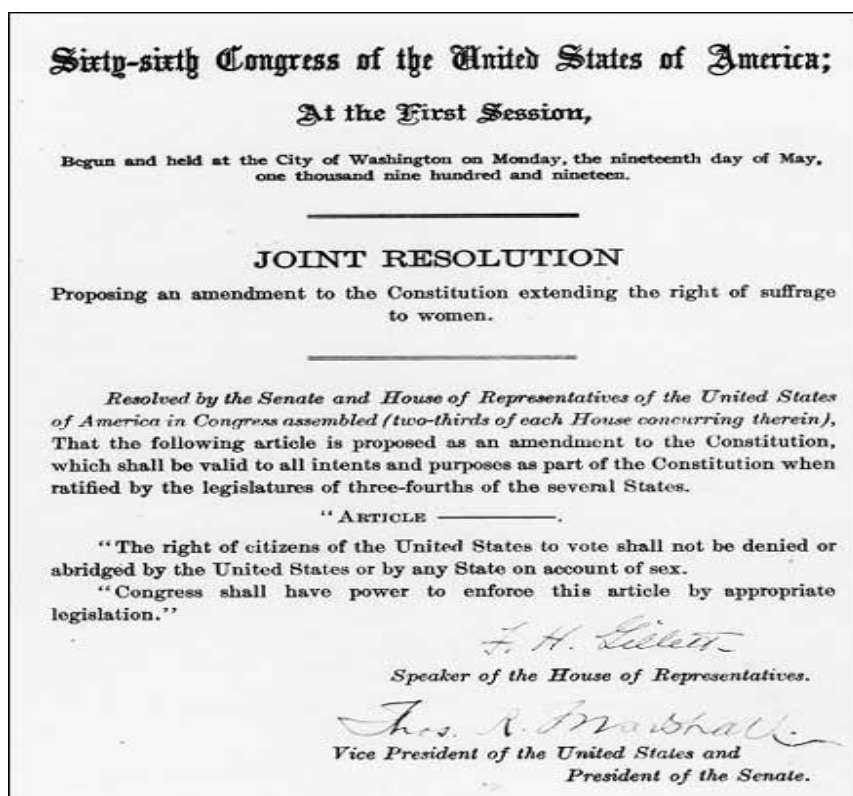 Sixty-sixth Congress of the United States of America;
At the First Session,
Begun and held at the City of Washington on Monday, the nineteenth day of May,
one thousand nine hundred and nineteen.
JOINT RESOLUTION
Proposing an amendment to the Constitution extending the right of suffrage
to women.
Resolved by the Senate and House of Representatives of the United States
of America in Congress assembled (two-thirds of each House concurring therein),
That the following article is proposed as an amendment to the Constitution,
which shall be valid to all intents and purposes as part of the Constitution when
ratified by the legislatures of three-fourths of the several States.
"ARTICLE ————.
"The right of citizens of the United States to vote shall not be denied or
abridged by the United States or by any State on account of sex.
"Congress shall have power to enforce this article by appropriate
legislation."
F. H. Gillett
Speaker of the House of Representatives.
Thos. R. Marshall.
Vice President of the United States and
President of the Senate.